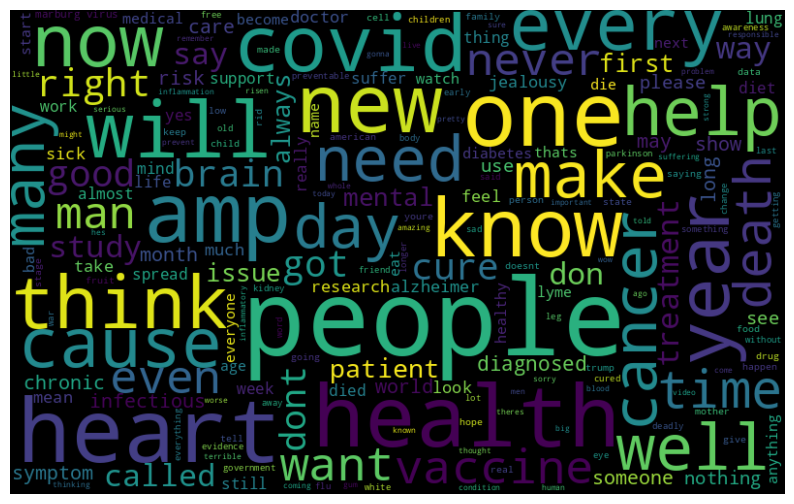 marburg virus
medical
become
doctor
cell
free
children
family
sure
awareness
responsible
start
now
say
care
covid
thing
every
lung
next
way
little
right
risk
supports
suffer
watch
never
first
please
data
diet
work
yes
low
name
jealousy
die
problem
many
will
always
new
one
help
may
show
sick
mind
old
child
american
body
diabetes
thats
parkinson
good
brain
really
need
use
make
suffering
saying
last
almost
life
mental
feel
long
death
man
amp
day
know
cancer
year
treatment
study
month
much
issue
got
cure
don
take
spread
research
alzheimer
lyme
see
think
people
healthy
food
without
cause
everyone
patient
diagnosed
drug
time
chronic
even
age
week
died
world
look
trump
happen
mean
infectious
dont
heart
health
well
want
vaccine
someone
nothing
anything
symptom
called
still
hope
mother
deadly
give
evidence
terrible
government
tell
away
worse
everything
thinking
coming
flu
white
real
condition
human
thought
known
lot
men
sorry
blood
theres
big
eye
video
cured
come
friend
kidney
inflammatory
inflammation
preventable
serious
prevent
might
keep
risen
rid
made
remember
gonna
live
early
pretty
strong
today
whole
said
youre
person
important
state
told
something
change
getting
amazing
sad
wow
doesnt
ago
leg
longer
eat
bad
hes
stage
war
trust
word
going